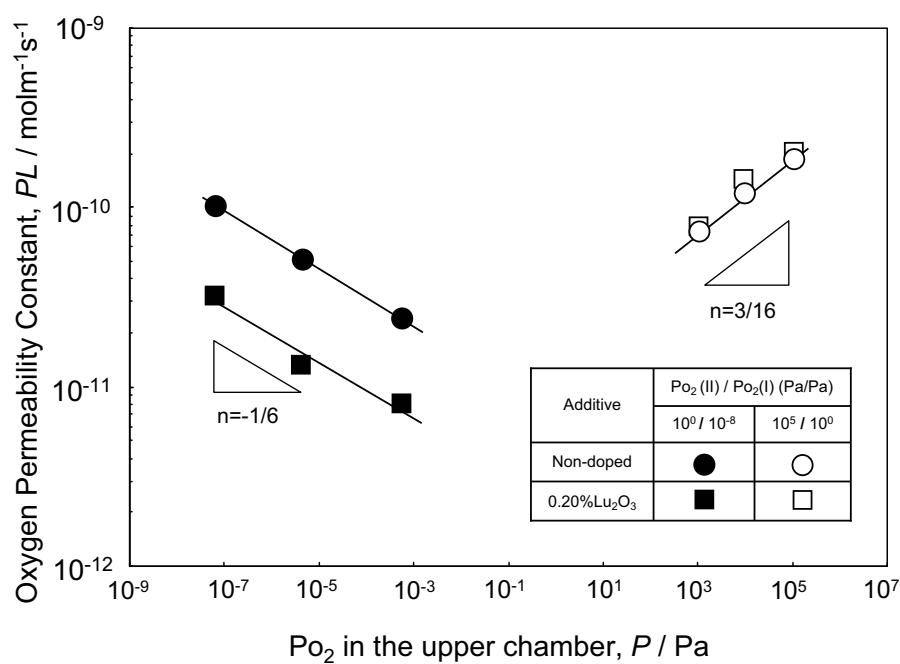 Oxygen Permeability Constant, PL / molm⁻¹s⁻¹
10⁻⁹
10⁻¹⁰
10⁻¹¹
10⁻¹²
n=-1/6
n=3/16
Additive
Po₂ (II) / Po₂(I) (Pa/Pa)
10⁰ / 10⁻⁸ 10⁵ / 10⁰
Non-doped
0.20%Lu₂O₃
10⁻⁹ 10⁻⁷ 10⁻⁵ 10⁻³ 10⁻¹ 10¹ 10³ 10⁵ 10⁷
Po₂ in the upper chamber, P / Pa